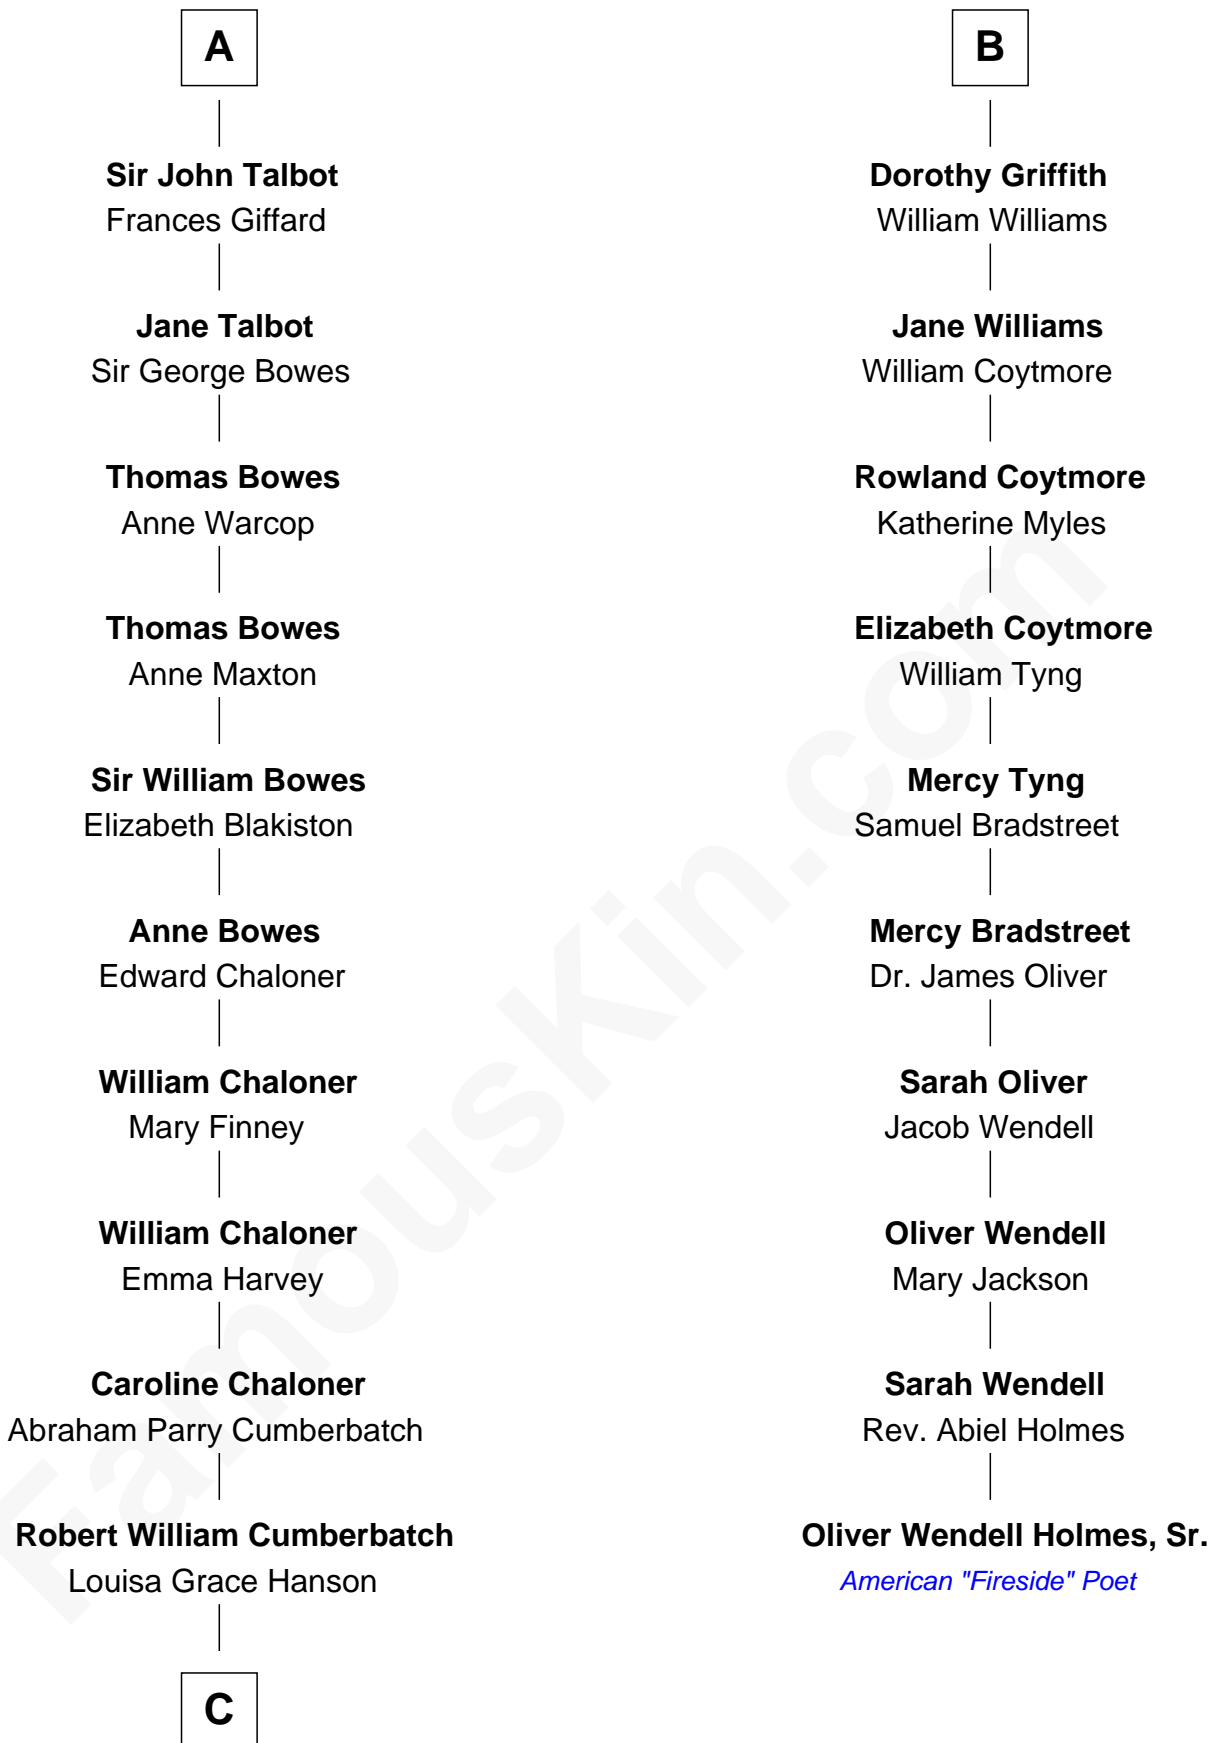 A
Sir John Talbot
Frances Giffard
Jane Talbot
Sir George Bowes
Thomas Bowes
Anne Warcop
Thomas Bowes
Anne Maxton
Sir William Bowes
Elizabeth Blakiston
Anne Bowes
Edward Chaloner
William Chaloner
Mary Finney
William Chaloner
Emma Harvey
Caroline Chaloner
Abraham Parry Cumberbatch
Robert William Cumberbatch
Louisa Grace Hanson
C
B
Dorothy Griffith
William Williams
Jane Williams
William Coytmore
Rowland Coytmore
Katherine Myles
Elizabeth Coytmore
William Tyng
Mercy Tyng
Samuel Bradstreet
Mercy Bradstreet
Dr. James Oliver
Sarah Oliver
Jacob Wendell
Oliver Wendell
Mary Jackson
Sarah Wendell
Rev. Abiel Holmes
Oliver Wendell Holmes, Sr.
American "Fireside" Poet
FamousKin.com